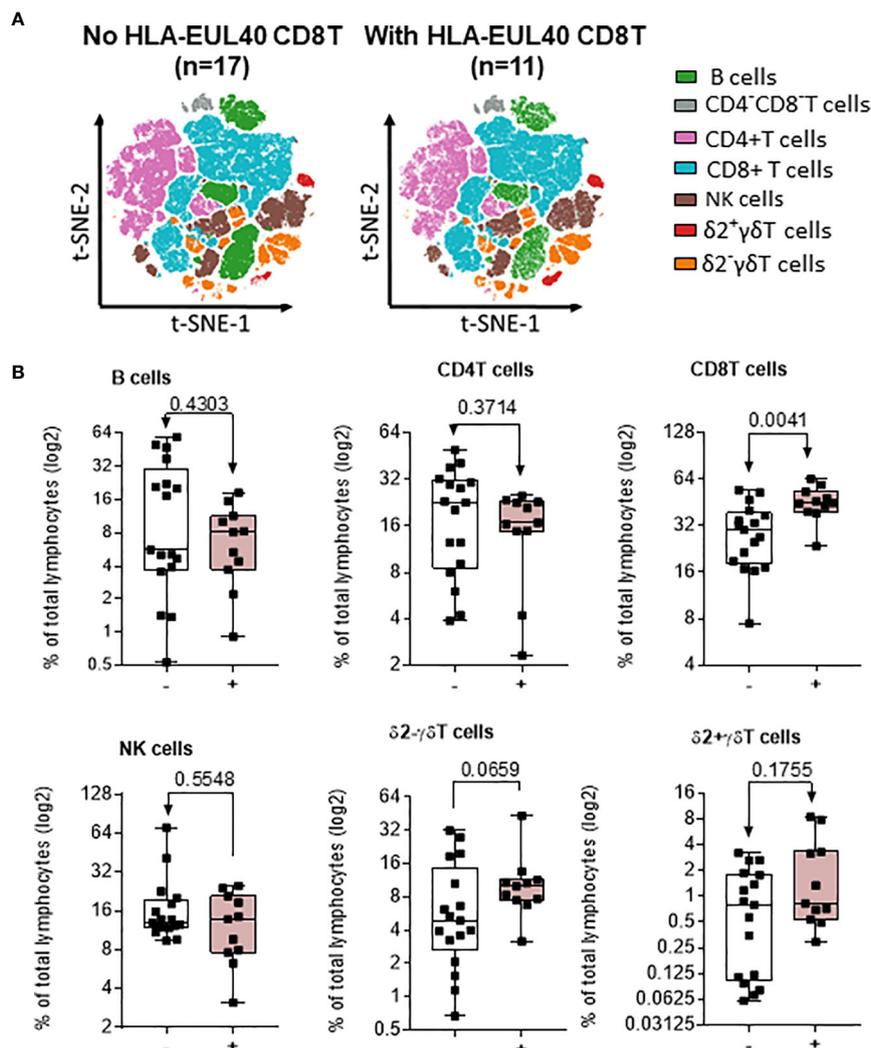 A
No HLA-EUL40 CD8T
(n=17)
With HLA-EUL40 CD8T
(n=11)
t-SNE-2
t-SNE-1
t-SNE-2
t-SNE-1
B cells
CD4⁻CD8⁻T cells
CD4+T cells
CD8+ T cells
NK cells
δ2⁺γδT cells
δ2⁻γδT cells
B
B cells
0.4303
% of total lymphocytes (log2)
64
32
16
8
4
2
1
0.5
- +
CD4T cells
0.3714
% of total lymphocytes (log2)
64
32
16
8
4
2
- +
CD8T cells
0.0041
% of total lymphocytes (log2)
128
64
32
16
8
4
- +
NK cells
0.5548
% of total lymphocytes (log2)
128
64
32
16
8
4
2
- +
δ2-γδT cells
0.0659
% of total lymphocytes (log2)
64
32
16
8
4
2
1
0.5
- +
δ2+γδT cells
0.1755
% of total lymphocytes (log2)
16
8
4
2
1
0.5
0.25
0.125
0.0625
0.03125
- +